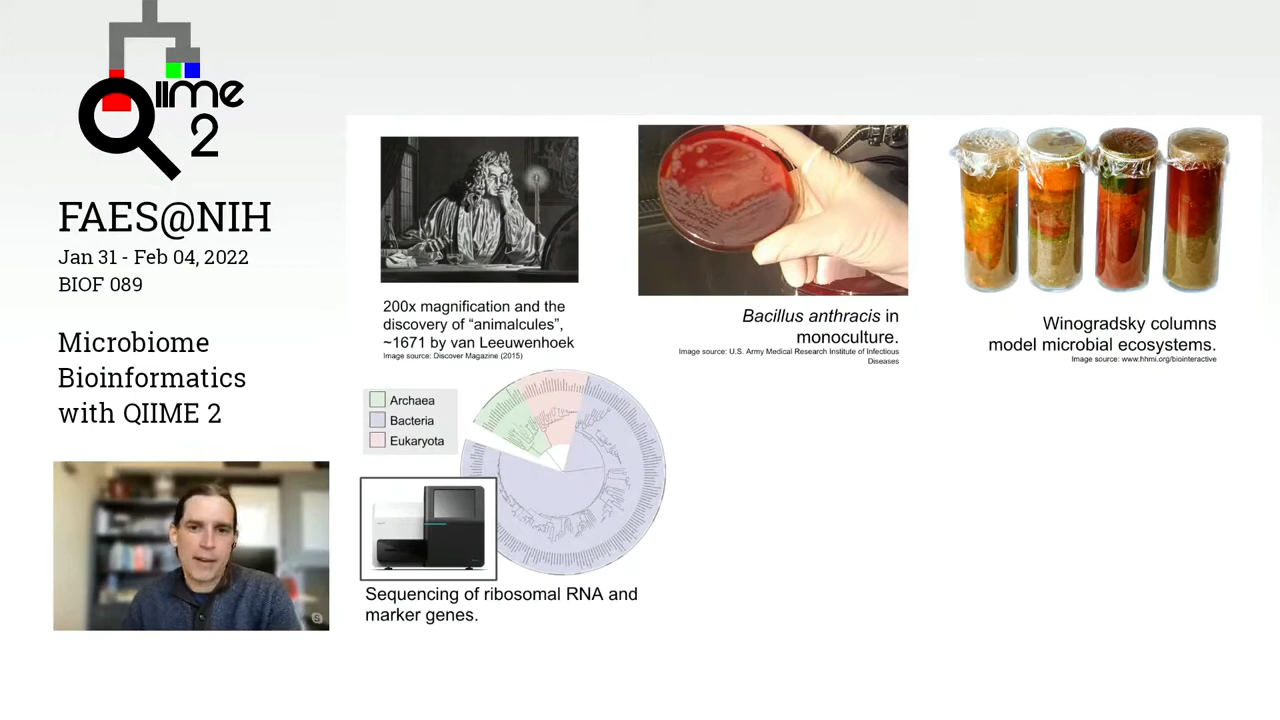 Qiime
2
FAES@NIH
Jan 31 - Feb 04, 2022
BIOF 089
Microbiome
Bioinformatics
with QIIME 2
200x magnification and the
discovery of “animalcules”,
~1671 by van Leeuwenhoek
Image source: Discover Magazine (2015)
Bacillus anthracis in
monoculture.
Image source: U.S. Army Medical Research Institute of Infectious
Diseases
Winogradsky columns
model microbial ecosystems.
Image source: www.hhmi.org/biointeractive
Archaea
Bacteria
Eukaryota
Sequencing of ribosomal RNA and
marker genes.